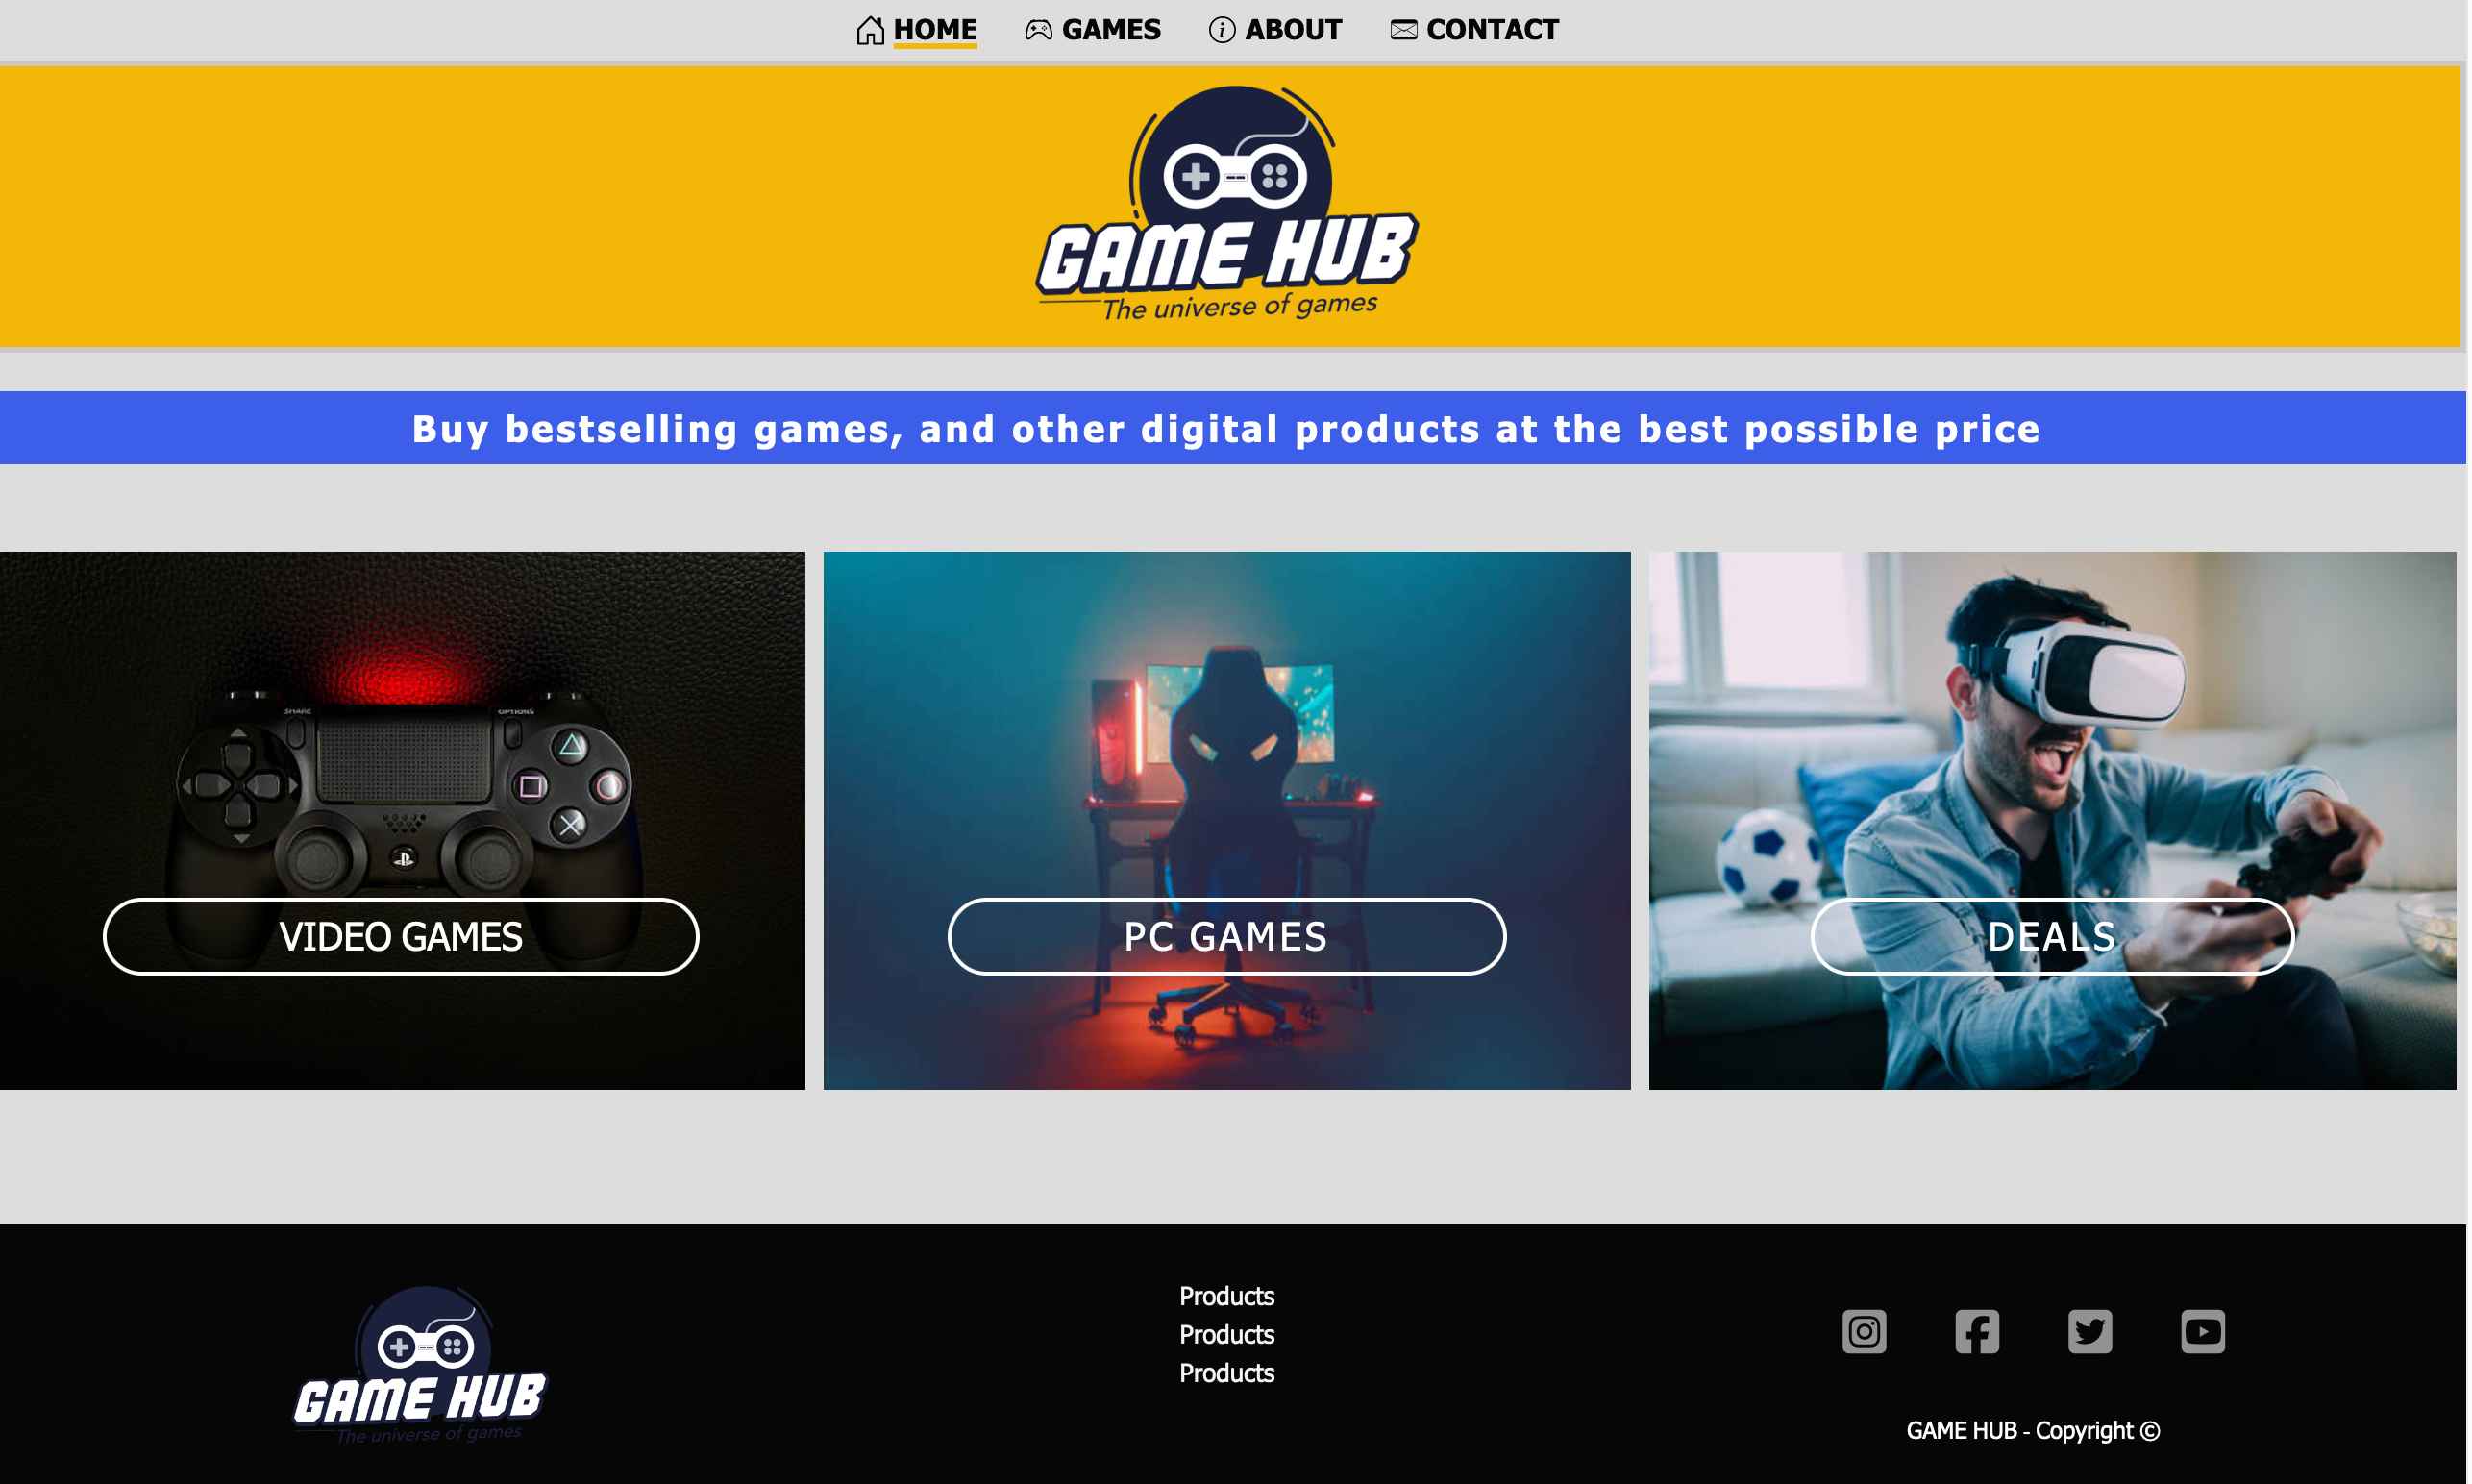 HOME GAMES ABOUT CONTACT
GAME HUB
The universe of games
Buy bestselling games, and other digital products at the best possible price
SHARE OPTIONS
VIDEO GAMES PC GAMES DEALS
GAME HUB
The universe of games
Products
Products
Products
GAME HUB - Copyright ©